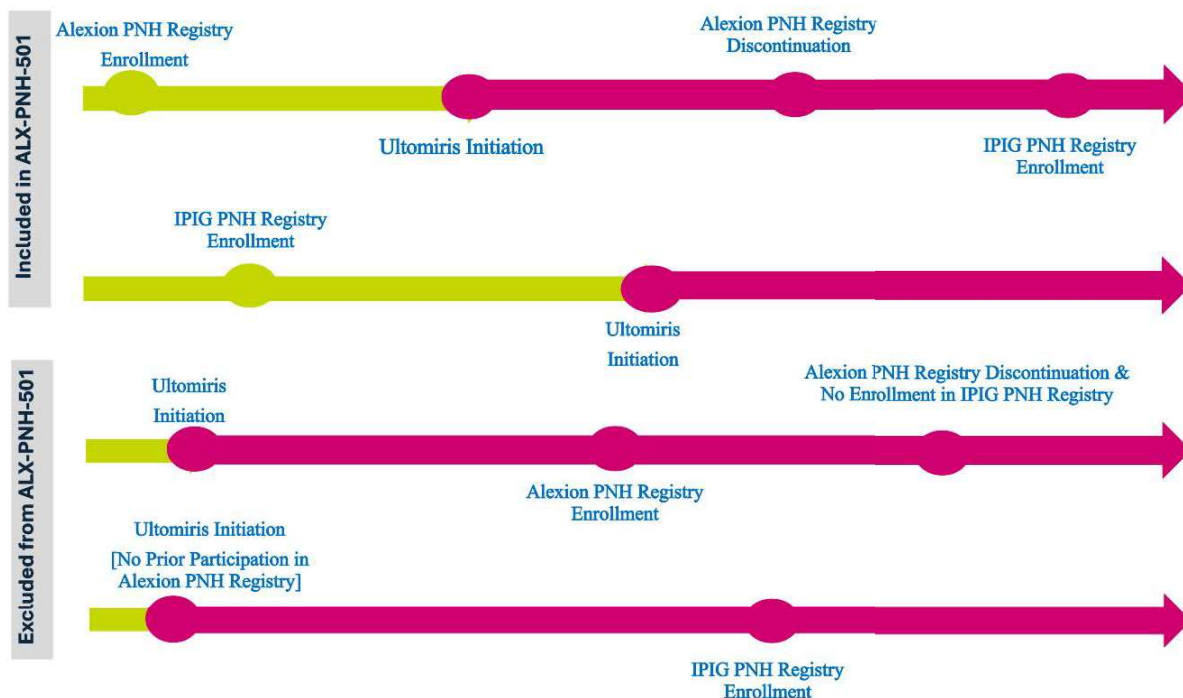 Included in ALX-PNH-501
Alexion PNH Registry
Enrollment
Ultomiris Initiation
Alexion PNH Registry
Discontinuation
IPIG PNH Registry
Enrollment
IPIG PNH Registry
Enrollment
Ultomiris
Initiation
Excluded from ALX-PNH-501
Ultomiris
Initiation
Alexion PNH Registry
Enrollment
Alexion PNH Registry Discontinuation &
No Enrollment in IPIG PNH Registry
Ultomiris Initiation
[No Prior Participation in
Alexion PNH Registry]
IPIG PNH Registry
Enrollment